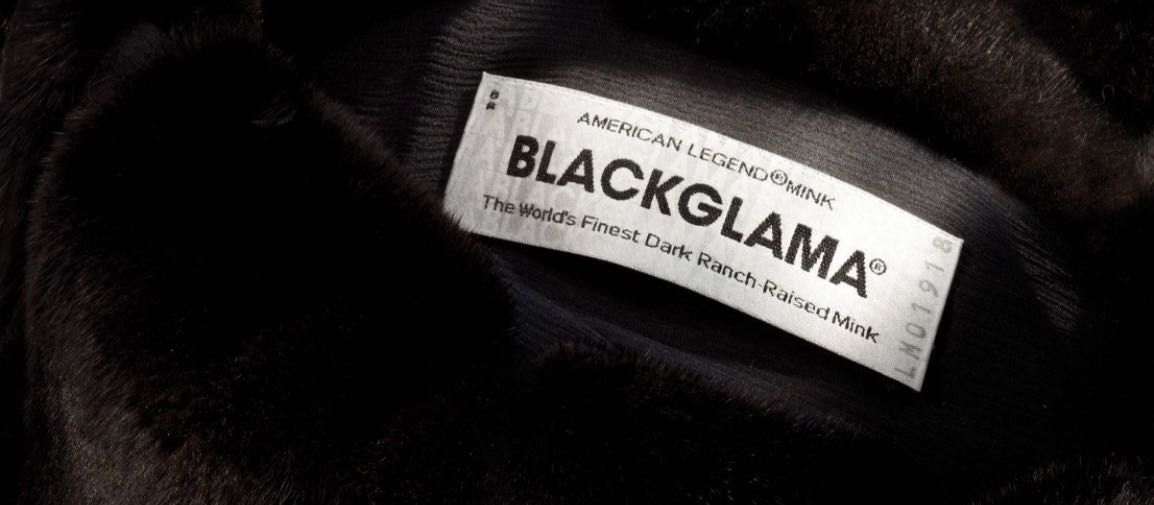 AMERICAN LEGEND® MINK
BLACKGLAMA®
The World's Finest Dark Ranch-Raised Mink
LM01918